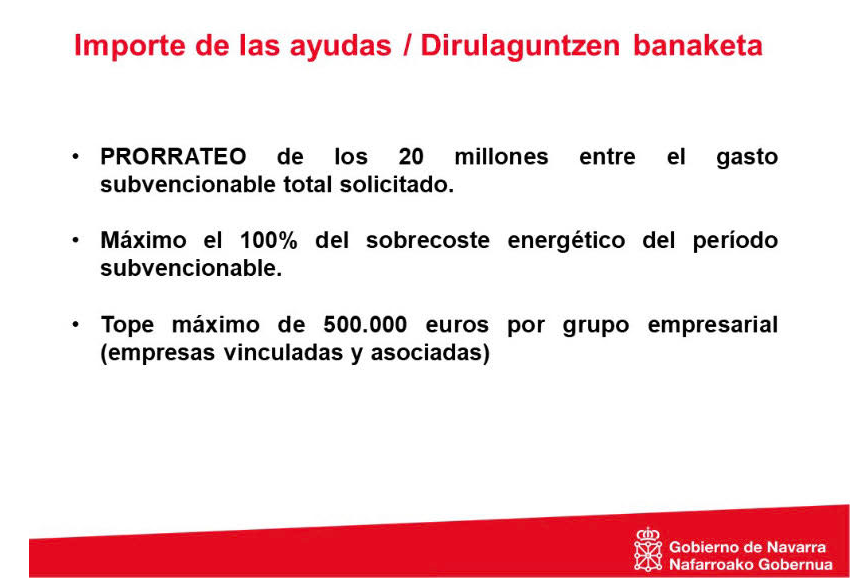 Importe de las ayudas / Dirulaguntzen banaketa
• PRORRATEO de los 20 millones entre el gasto
subvencionable total solicitado.
• Máximo el 100% del sobrecoste energético del período
subvencionable.
• Tope máximo de 500.000 euros por grupo empresarial
(empresas vinculadas y asociadas)
Gobierno de Navarra
Nafarroako Gobernua